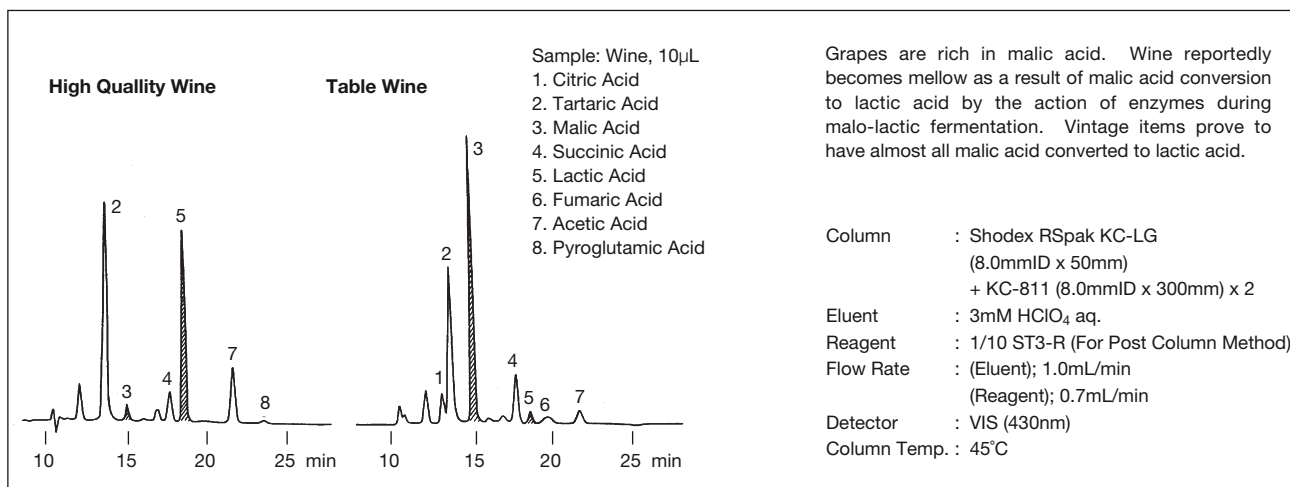 High Quallity Wine
Table Wine
Sample: Wine, 10µL
1. Citric Acid
2. Tartaric Acid
3. Malic Acid
4. Succinic Acid
5. Lactic Acid
6. Fumaric Acid
7. Acetic Acid
8. Pyroglutamic Acid
2
3
4
5
7
8
10 15 20 25 min
1
2
3
4
5
6
7
10 15 20 25 min
Grapes are rich in malic acid. Wine reportedly
becomes mellow as a result of malic acid conversion
to lactic acid by the action of enzymes during
malo-lactic fermentation. Vintage items prove to
have almost all malic acid converted to lactic acid.
Column : Shodex RSpak KC-LG
(8.0mmID x 50mm)
+ KC-811 (8.0mmID x 300mm) x 2
Eluent : 3mM HClO₄ aq.
Reagent : 1/10 ST3-R (For Post Column Method)
Flow Rate : (Eluent); 1.0mL/min
(Reagent); 0.7mL/min
Detector : VIS (430nm)
Column Temp. : 45°C